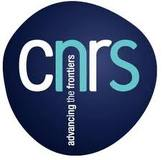 cnrs
advancing the frontiers